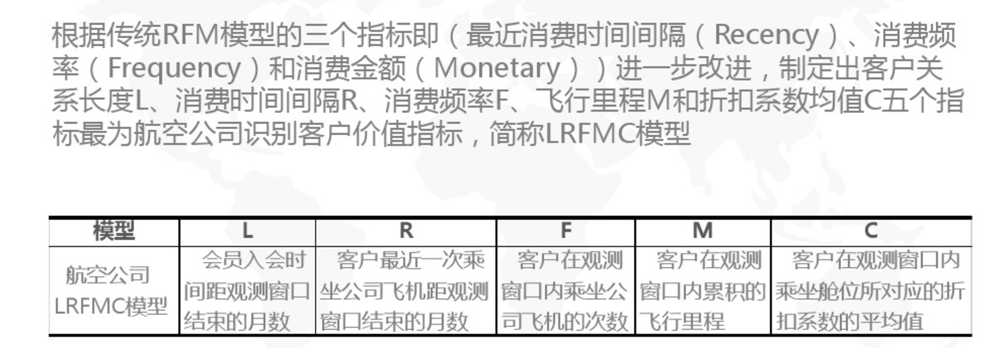 根据传统RFM模型的三个指标即（最近消费时间间隔（Recency）、消费频
率（Frequency）和消费金额（Monetary））进一步改进，制定出客户关
系长度L、消费时间间隔R、消费频率F、飞行里程M和折扣系数均值C五个指
标最为航空公司识别客户价值指标，简称LRFMC模型
模型 L R F M C
航空公司
LRFMC模型
会员入会时
间距观测窗口
结束的月数
客户最近一次乘
坐公司飞机距观测
窗口结束的月数
客户在观测
窗口内乘坐公
司飞机的次数
客户在观测
窗口内累积的
飞行里程
客户在观测窗口内
乘坐舱位所对应的折
扣系数的平均值